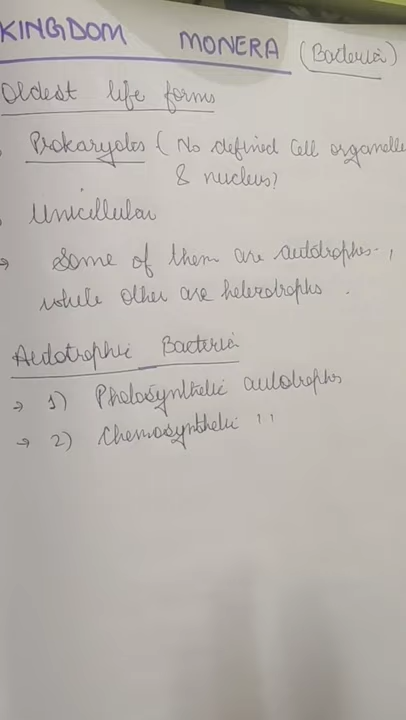 KINGDOM MONERA (Bacteria)
Oldest life forms
Prokaryotes (No defined cell organelle
& nucleus)
Unicellular
→ Some of them are autotrophs,
while other are heterotrophs.
Autotrophic Bacteria
→ 1) Photosynthetic autotrophs
→ 2) Chemosynthetic ''